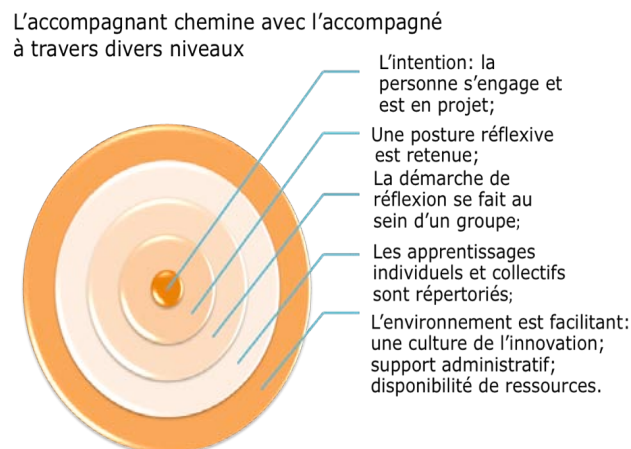 L’accompagnant chemine avec l’accompagné
à travers divers niveaux
L’intention: la
personne s’engage et
est en projet;
Une posture réflexive
est retenue;
La démarche de
réflexion se fait au
sein d’un groupe;
Les apprentissages
individuels et collectifs
sont répertoriés;
L’environnement est facilitant:
une culture de l’innovation;
support administratif;
disponibilité de ressources.